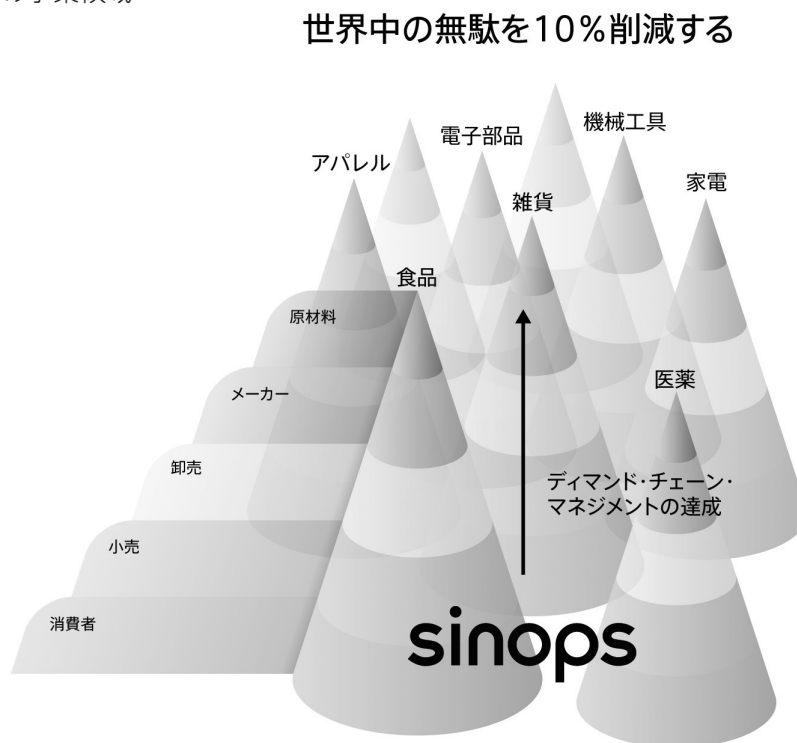 世界中の無駄を10%削減する
機械工具
電子部品
アパレル
家電
雑貨
食品
原材料
医薬
メーカー
卸売
ディマンド・チェーン・
マネジメントの達成
小売
消費者
sinops